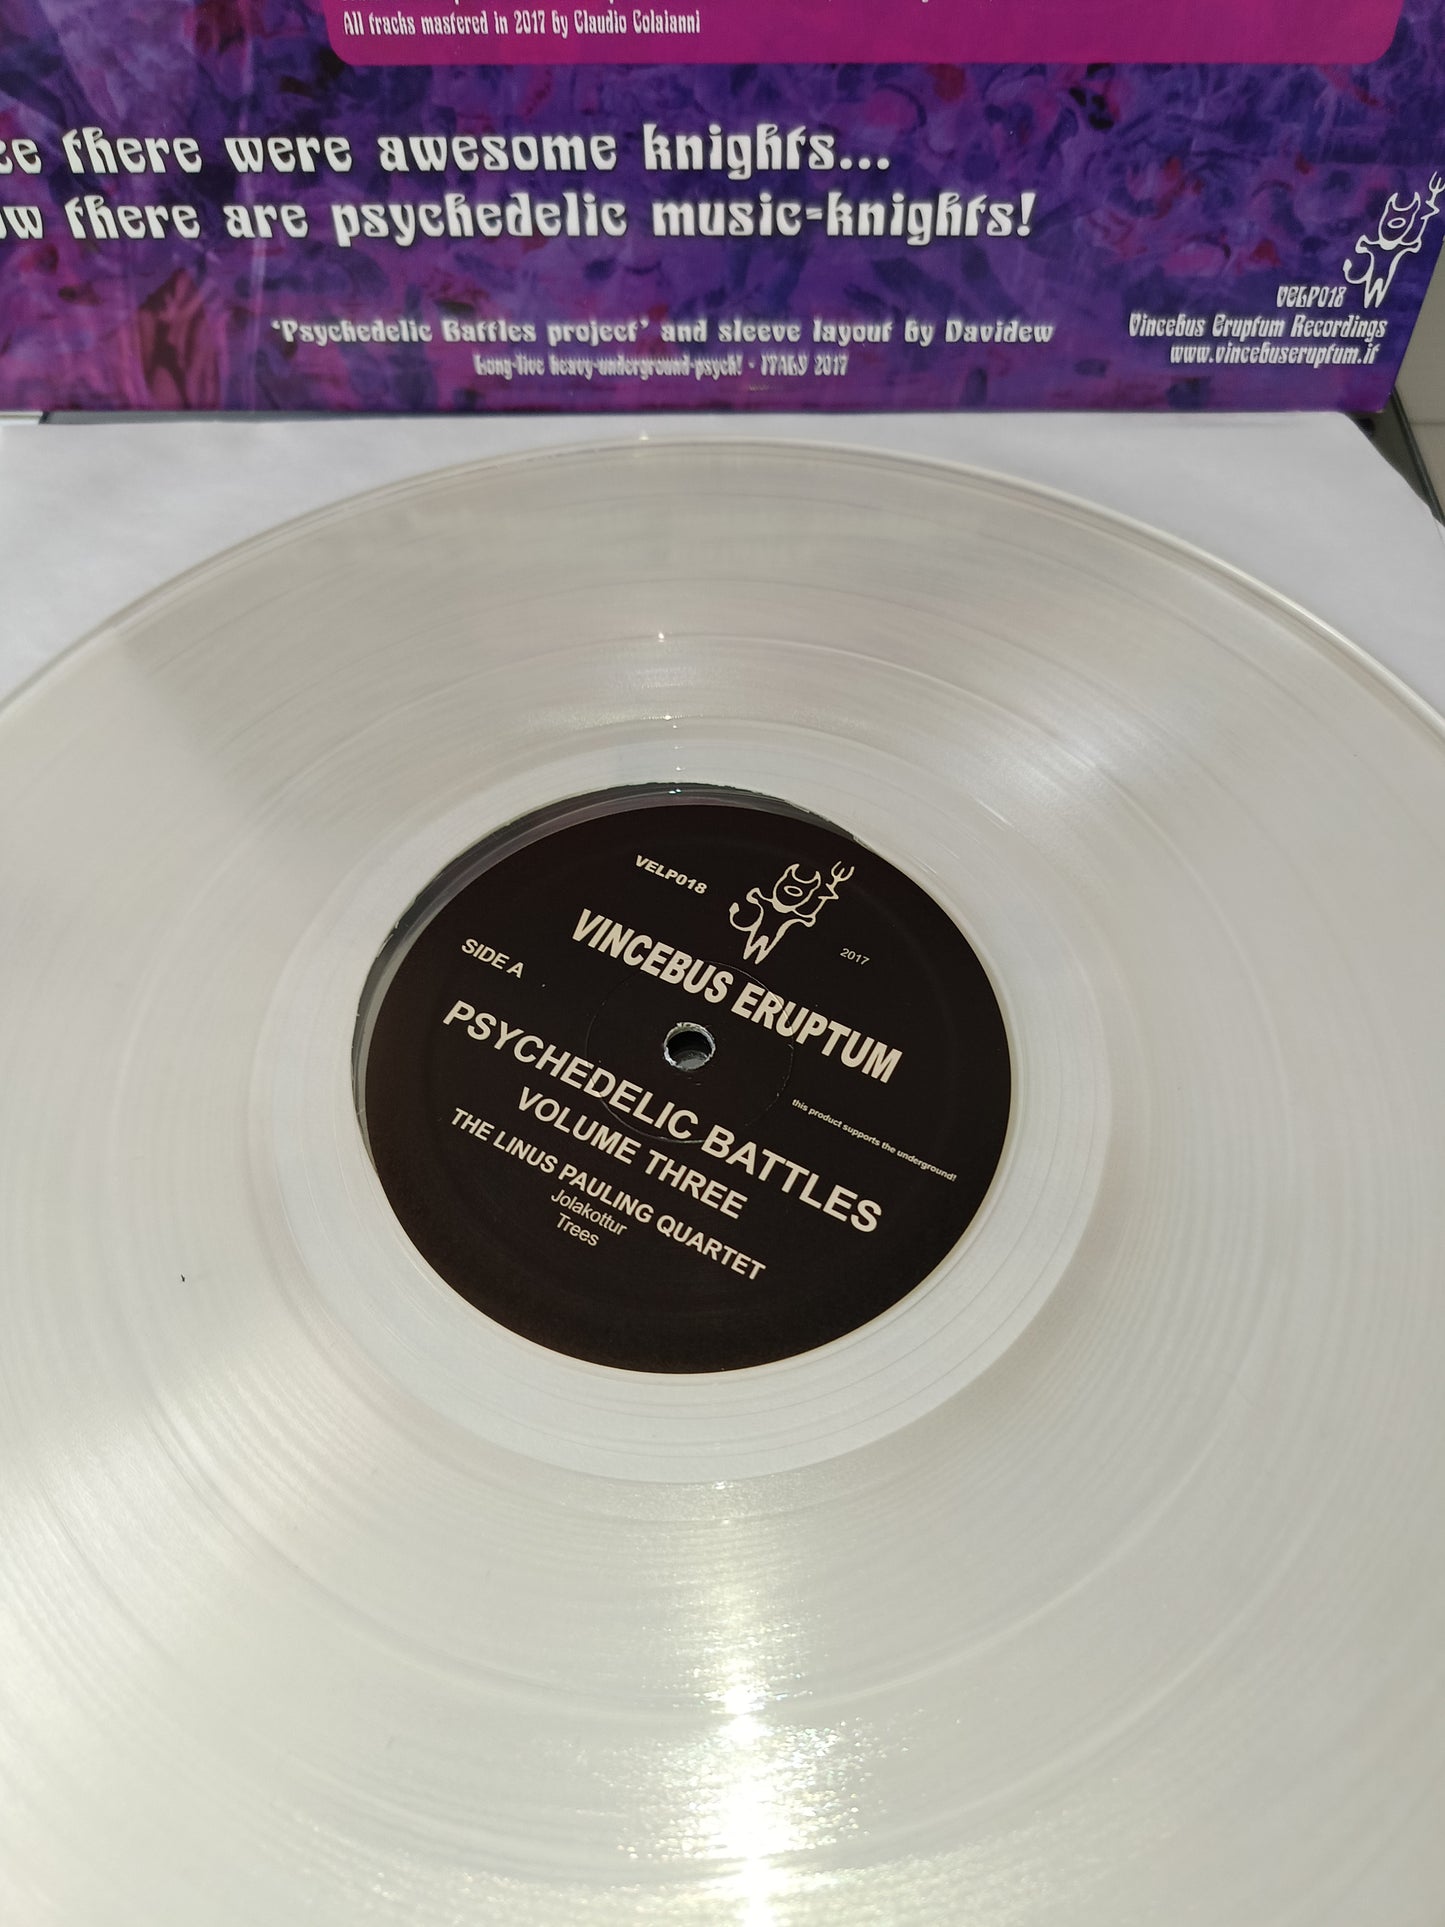 All tracks mastered in 2017 by Claudio Colaianni
there were awesome knights...
there are psychedelic music-knights!
'Psychedelic Battles project' and sleeve layout by Davidew
Long-live heavy-underground-psych! - ITALY 2017
VELP018
Vincebus Eruptum Recordings
www.vincebuseruptum.it
VELP018
2017
VINCEBUS ERUPTUM
SIDE A
this product supports the underground!
PSYCHEDELIC BATTLES
VOLUME THREE
THE LINUS PAULING QUARTET
Jolakottur
Trees